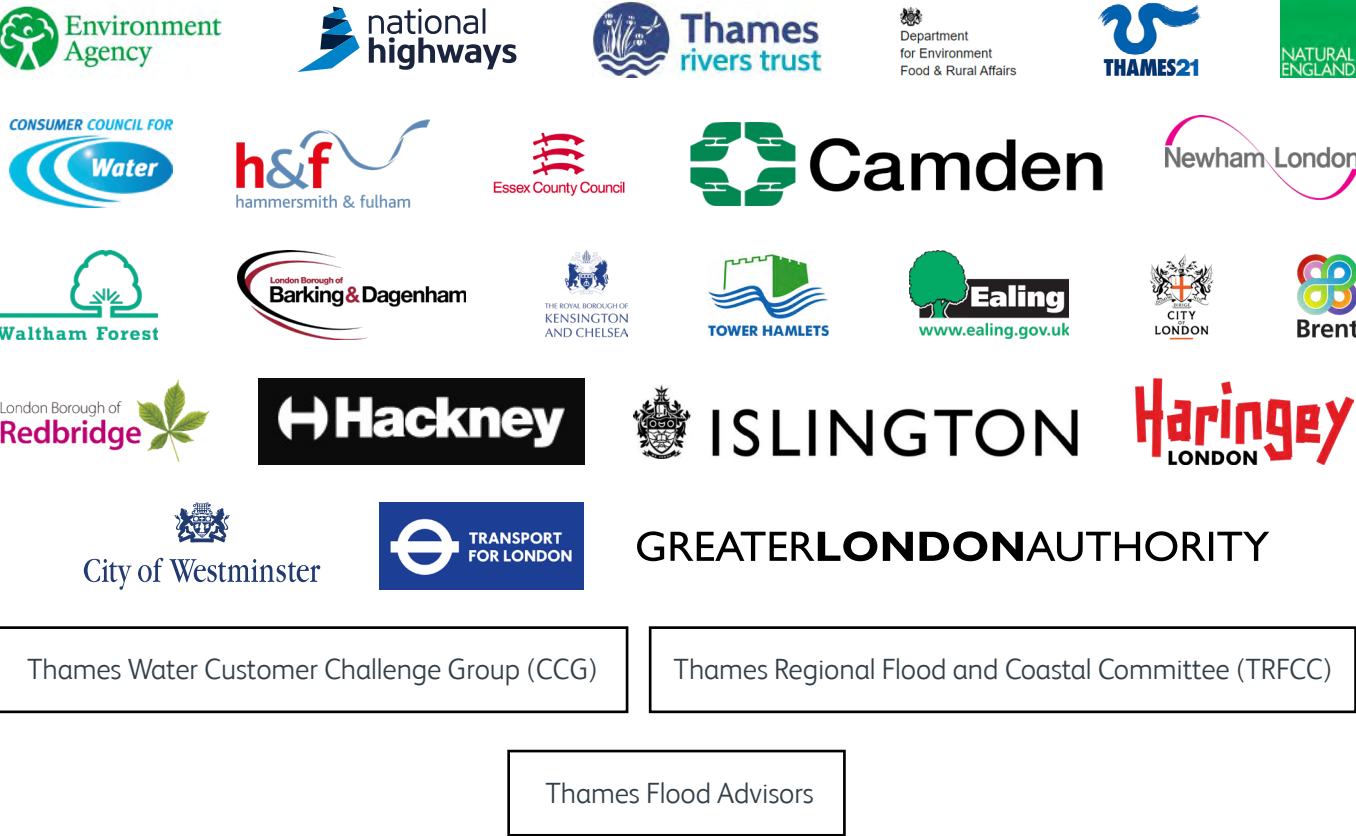 Environment
Agency
national
highways
Thames
rivers trust
Department
for Environment
Food & Rural Affairs
THAMES21
NATURAL
ENGLAND
CONSUMER COUNCIL FOR
Water
h&f
hammersmith & fulham
Essex County Council
Camden
Newham London
Waltham Forest
London Borough of
Barking & Dagenham
THE ROYAL BOROUGH OF
KENSINGTON
AND CHELSEA
TOWER HAMLETS
Ealing
www.ealing.gov.uk
CITY
OF
LONDON
Brent
London Borough of
Redbridge
Hackney
ISLINGTON
Haringey
LONDON
City of Westminster
TRANSPORT
FOR LONDON
GREATERLONDONAUTHORITY
Thames Water Customer Challenge Group (CCG)
Thames Regional Flood and Coastal Committee (TRFCC)
Thames Flood Advisors